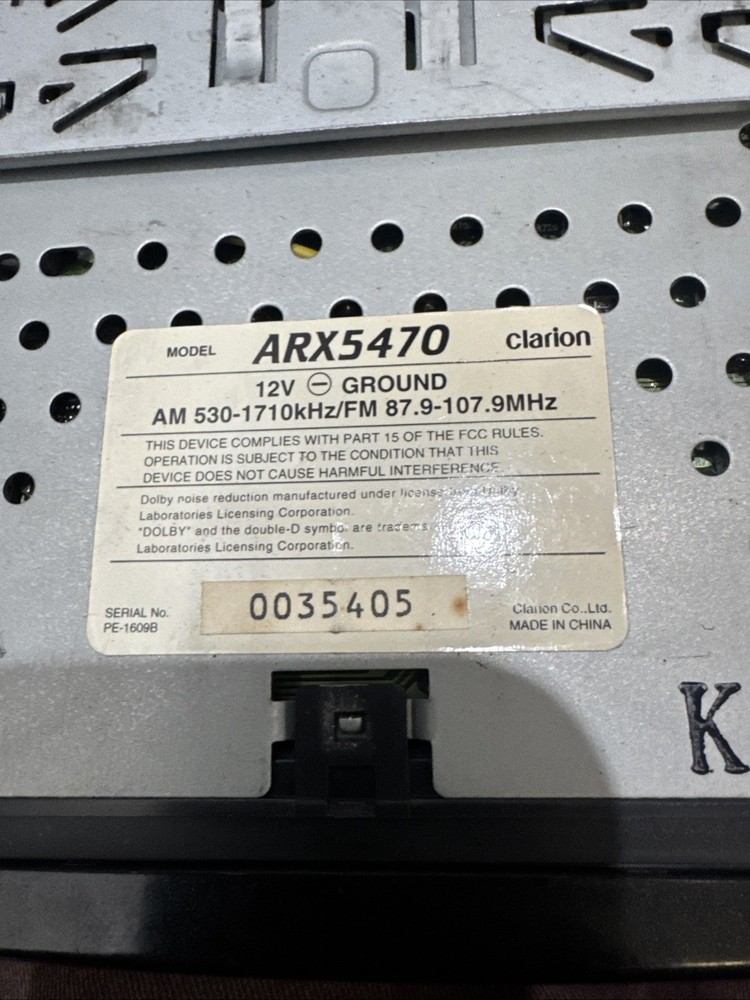 MODEL ARX5470 clarion
12V ⊖ GROUND
AM 530-1710kHz/FM 87.9-107.9MHz
THIS DEVICE COMPLIES WITH PART 15 OF THE FCC RULES.
OPERATION IS SUBJECT TO THE CONDITION THAT THIS
DEVICE DOES NOT CAUSE HARMFUL INTERFERENCE
Dolby noise reduction manufactured under license
Laboratories Licensing Corporation.
"DOLBY" and the double-D symbo are
Laboratories Licensing Corporation.
SERIAL No. 0035405 Clarion Co.,Ltd.
PE-1609B MADE IN CHINA
K